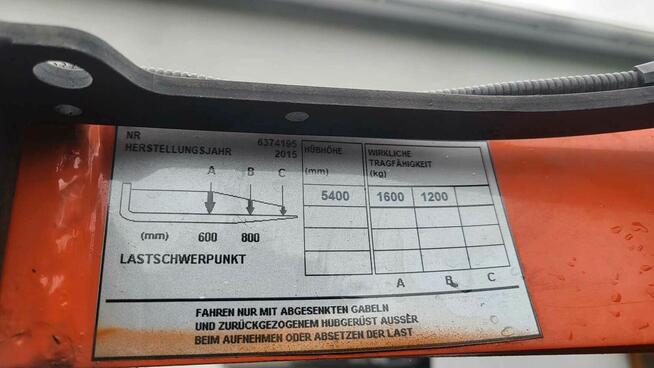 NR 6374195
HERSTELLUNGSJAHR 2015
HUBHÖHE
(mm)
WIRKLICHE
TRAGFÄHIGKEIT
(kg)
A B C
5400 1600 1200
(mm) 600 800
LASTSCHWERPUNKT
A B C
FAHREN NUR MIT ABGESENKTEN GABELN
UND ZURÜCKGEZOGENEM HUBGERÜST AUSSER
BEIM AUFNEHMEN ODER ABSETZEN DER LAST